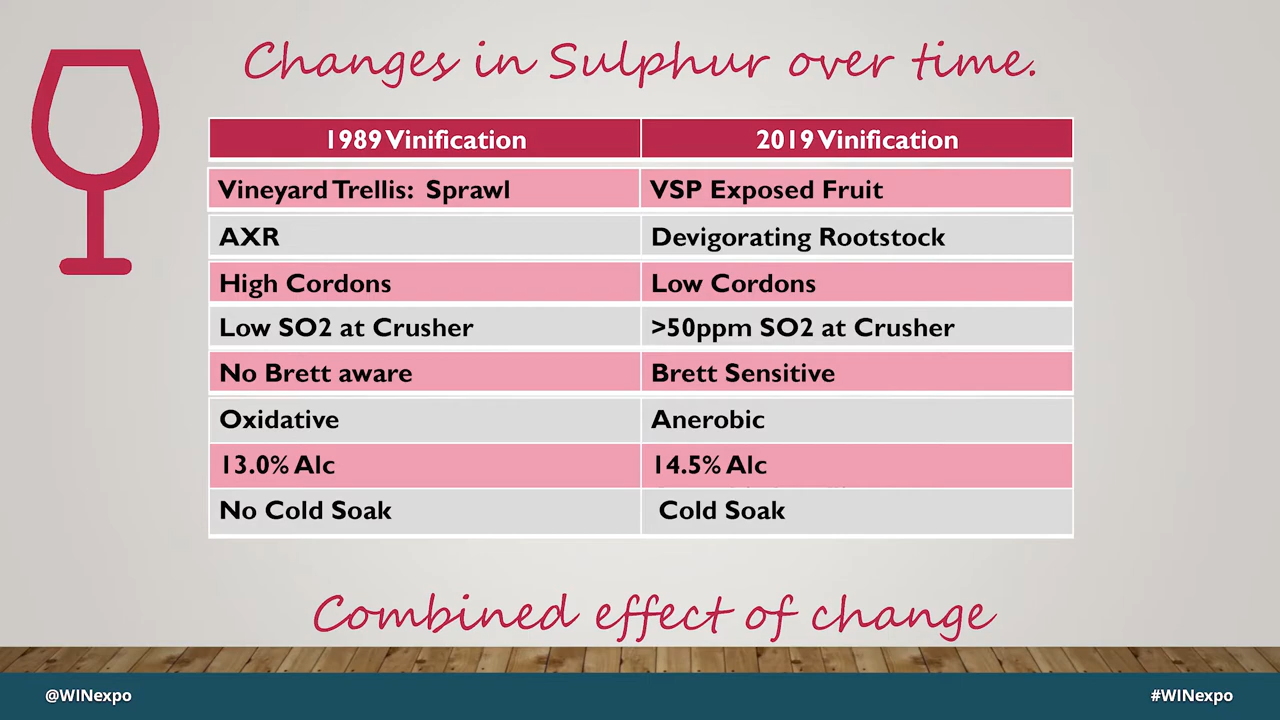 Changes in Sulphur over time.
1989 Vinification 2019 Vinification
Vineyard Trellis: Sprawl VSP Exposed Fruit
AXR Devigorating Rootstock
High Cordons Low Cordons
Low SO2 at Crusher >50ppm SO2 at Crusher
No Brett aware Brett Sensitive
Oxidative Anerobic
13.0% Alc 14.5% Alc
No Cold Soak Cold Soak
Combined effect of change
@WINexpo #WINexpo